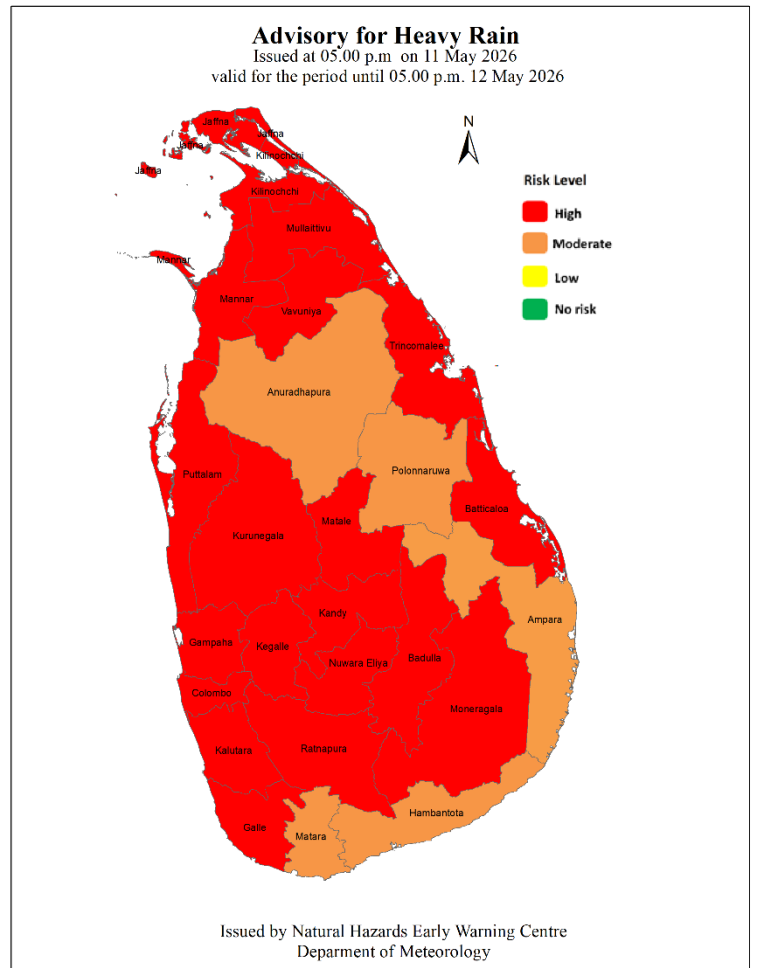 Advisory for Heavy Rain
Issued at 05.00 p.m on 11 May 2026
valid for the period until 05.00 p.m. 12 May 2026
N
Jaffna
Jaffna
Jaffna
Kilinochchi
Jaffna
Kilinochchi
Mullaittivu
Mannar
Mannar
Vavuniya
Trincomalee
Anuradhapura
Polonnaruwa
Puttalam
Batticaloa
Matale
Kurunegala
Kandy
Ampara
Gampaha
Kegalle
Nuwara Eliya
Badulla
Colombo
Moneragala
Kalutara
Ratnapura
Hambantota
Galle
Matara
Risk Level
High
Moderate
Low
No risk
Issued by Natural Hazards Early Warning Centre
Deparment of Meteorology